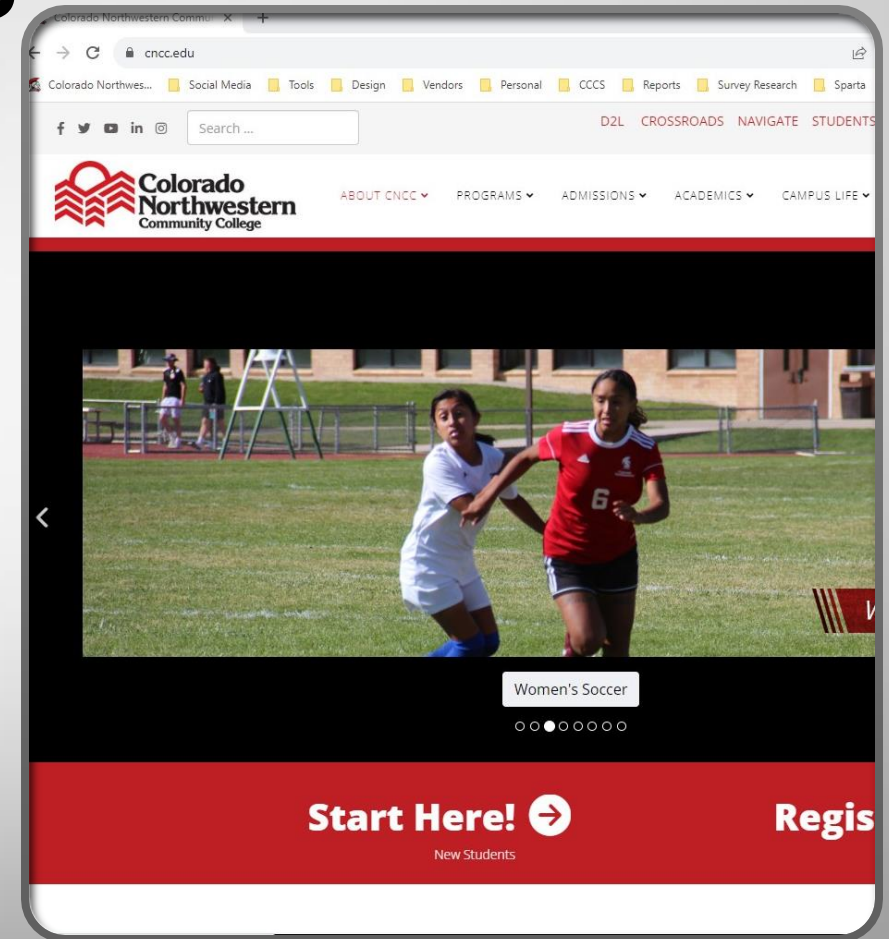 Colorado Northwestern Commu
cncc.edu
Colorado Northwes... Social Media Tools Design Vendors Personal CCCS Reports Survey Research Sparta
Search ...
D2L CROSSROADS NAVIGATE STUDENTS
Colorado
Northwestern
Community College
ABOUT CNCC PROGRAMS ADMISSIONS ACADEMICS CAMPUS LIFE
6
W
Women's Soccer
Start Here!
New Students
Regis